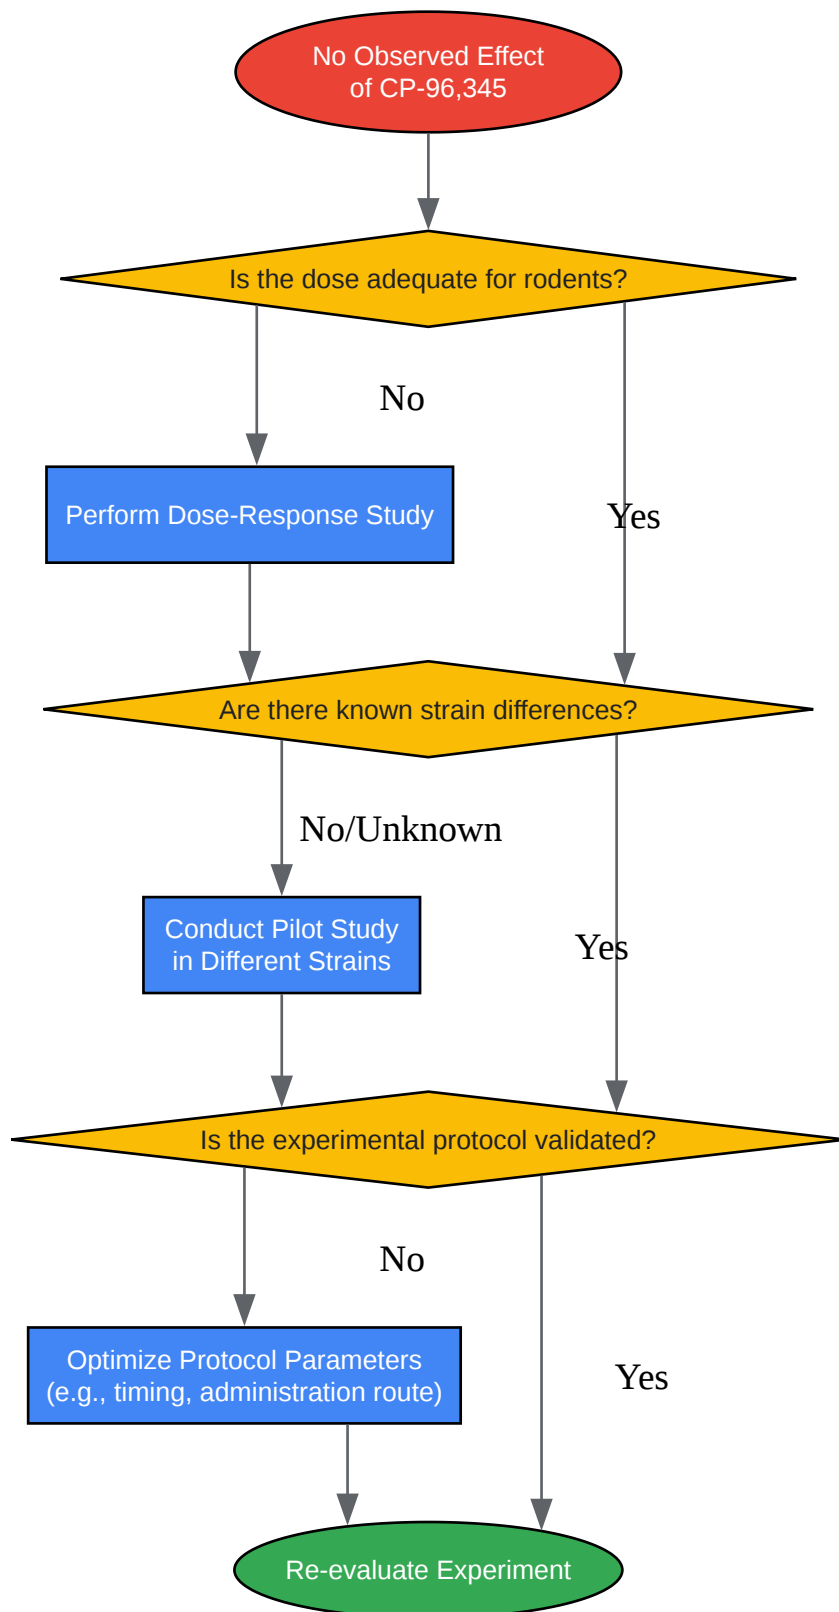 No Observed Effect
of CP-96,345
Is the dose adequate for rodents?
No
Perform Dose-Response Study
Yes
Are there known strain differences?
No/Unknown
Conduct Pilot Study
in Different Strains
Yes
Is the experimental protocol validated?
No
Optimize Protocol Parameters
(e.g., timing, administration route)
Yes
Re-evaluate Experiment